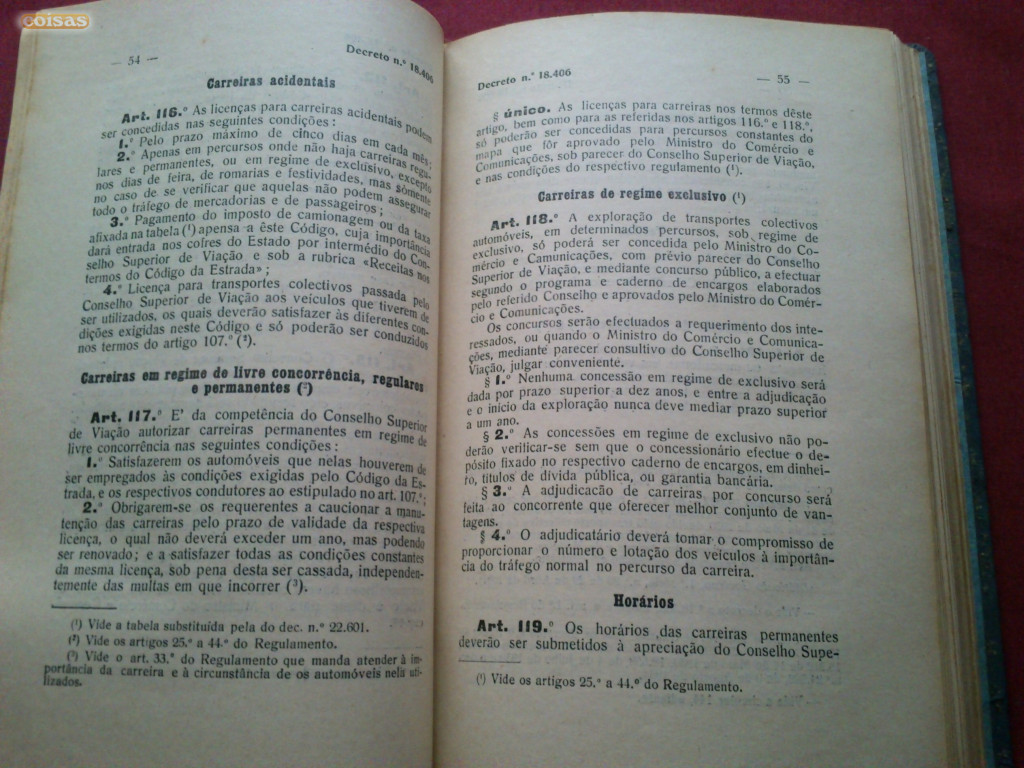 coisas
— 54 —
Decreto n.º 18.406
Carreiras acidentais
Art. 116.º As licenças para carreiras acidentais podem
ser concedidas nas seguintes condições :
1.º Pelo prazo máximo de cinco dias em cada mês;
2.º Apenas em percursos onde não haja carreiras regu-
lares e permanentes, ou em regime de exclusivo, excepto
nos dias de feira, de romarias e festividades, mas sòmente
no caso de se verificar que aquelas não podem assegurar
todo o tráfego de mercadorias e de passageiros ;
3.º Pagamento do imposto de camionagem ou da taxa
afixada na tabela (¹) apensa a êste Código, cuja importância
dará entrada nos cofres do Estado por intermédio do Con-
selho Superior de Viação e sob a rubrica «Receitas nos
termos do Código da Estrada» ;
4.º Licença para transportes colectivos passada pelo
Conselho Superior de Viação aos veículos que tiverem de
ser utilizados, os quais deverão satisfazer às diferentes con-
dições exigidas neste Código e só poderão ser conduzidos
nos termos do artigo 107.º (²).
Carreiras em regime de livre concorrência, regulares
e permanentes (²)
Art. 117.º E' da competência do Conselho Superior
de Viação autorizar carreiras permanentes em regime de
livre concorrência nas seguintes condições :
1.º Satisfazerem os automóveis que nelas houverem de
ser empregados às condições exigidas pelo Código da Es-
trada, e os respectivos condutores ao estipulado no art. 107.º ;
2.º Obrigarem-se os requerentes a caucionar a manu-
tenção das carreiras pelo prazo de validade da respectiva
licença, o qual não deverá exceder um ano, mas podendo
ser renovado ; e a satisfazer todas as condições constantes
da mesma licença, sob pena desta ser cassada, independen-
temente das multas em que incorrer (³).
(¹) Vide a tabela substituída pela do dec. n.º 22.601.
(²) Vide os artigos 25.º a 44.º do Regulamento.
(³) Vide o art. 33.º do Regulamento que manda atender à im-
portância da carreira e à circunstância de os automóveis nela uti-
lizados.
Decreto n.º 18.406
— 55 —
§ único. As licenças para carreiras nos termos dêste
artigo, bem como para as referidas nos artigos 116.º e 118.º,
só poderão ser concedidas para percursos constantes do
mapa que fôr aprovado pelo Ministro do Comércio e
Comunicações, sob parecer do Conselho Superior de Viação,
e nas condições do respectivo regulamento (¹).
Carreiras de regime exclusivo (¹)
Art. 118.º A exploração de transportes colectivos
automóveis, em determinados percursos, sob regime de
exclusivo, só poderá ser concedida pelo Ministro do Co-
mércio e Camunicações, com prévio parecer do Conselho
Superior de Viação, e mediante concurso público, a efectuar
segundo o programa e caderno de encargos elaborados
pelo referido Conselho e aprovados pelo Ministro do Comér-
cio e Comunicações.
Os concursos serão efectuados a requerimento dos inte-
ressados, ou quando o Ministro do Comércio e Comunica-
ções, mediante parecer consultivo do Conselho Superior de
Viação, julgar conveniente.
§ 1.º Nenhuma concessão em regime de exclusivo será
dada por prazo superior a dez anos, e entre a adjudicação
e o início da exploração nunca deve mediar prazo superior
a um ano.
§ 2.º As concessões em regime de exclusivo não po-
derão verificar-se sem que o concessionário efectue o de-
pósito fixado no respectivo caderno de encargos, em dinhei-
ro, títulos de dívida pública, ou garantia bancária.
§ 3.º A adjudicacão de carreiras por concurso será
feita ao concorrente que oferecer melhor conjunto de van-
tagens.
§ 4.º O adjudicatário deverá tomar o compromisso de
proporcionar o número e lotação dos veículos à importân-
cia do tráfego normal no percurso da carreira.
Horários
Art. 119.º Os horários das carreiras permanentes
deverão ser submetidos à apreciação do Conselho Supe-
(¹) Vide os artigos 25.º a 44.º do Regulamento.